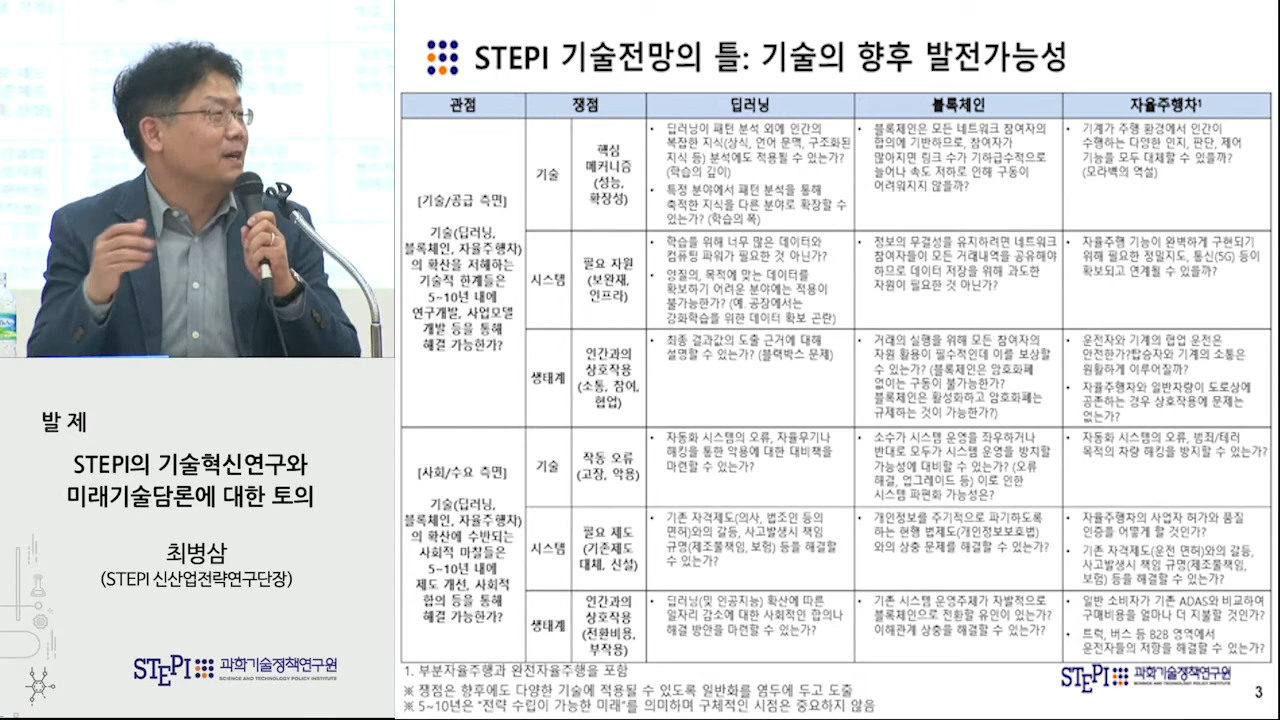 STEPI 기술전망의 틀: 기술의 향후 발전가능성
관점
쟁점
딥러닝
블록체인
자율주행차¹
[기술/공급 측면]
기술(딥러닝,
블록체인, 자율주행차)
의 확산을 저해하는
기술적 한계들은
5~10년 내에
연구개발, 사업모델
개발 등을 통해
해결 가능한가?
기술
핵심
메커니즘
(성능,
확장성)
• 딥러닝이 패턴 분석 외에 인간의
복잡한 지식(상식, 언어 문맥, 구조화된
지식 등) 분석에도 적용될 수 있는가?
(학습의 깊이)
• 특정 분야에서 패턴 분석을 통해
축적한 지식을 다른 분야로 확장할 수
있는가? (학습의 폭)
• 블록체인은 모든 네트워크 참여자의
합의에 기반하므로, 참여자가
많아지면 링크 수가 기하급수적으로
늘어나 속도 저하로 인해 구동이
어려워지지 않을까?
• 기계가 주행 환경에서 인간이
수행하는 다양한 인지, 판단, 제어
기능을 모두 대체할 수 있을까?
(모라벡의 역설)
시스템
필요 자원
(보완재,
인프라)
• 학습을 위해 너무 많은 데이터와
컴퓨팅 파워가 필요한 것 아닌가?
• 양질의, 목적에 맞는 데이터를
확보하기 어려운 분야에는 적용이
불가능한가? (예. 공장에서는
강화학습을 위한 데이터 확보 곤란)
• 정보의 무결성을 유지하려면 네트워크
참여자들이 모든 거래내역을 공유해야
하므로 데이터 저장을 위해 과도한
자원이 필요한 것 아닌가?
• 자율주행 기능이 완벽하게 구현되기
위해 필요한 정밀지도, 통신(5G) 등이
확보되고 연계될 수 있을까?
생태계
인간과의
상호작용
(소통, 참여,
협업)
• 최종 결과값의 도출 근거에 대해
설명할 수 있는가? (블랙박스 문제)
• 거래의 실행을 위해 모든 참여자의
자원 활용이 필수적인데 이를 보상할
수 있는가? (블록체인은 암호화폐
없이는 구동이 불가능한가?
블록체인은 활성화하고 암호화폐는
규제하는 것이 가능한가?)
• 운전자와 기계의 협업 운전은
안전한가?탑승자와 기계의 소통은
원활하게 이루어질까?
• 자율주행차와 일반차량이 도로상에
공존하는 경우 상호작용에 문제는
없는가?
[사회/수요 측면]
기술(딥러닝,
블록체인, 자율주행차)
의 확산에 수반되는
사회적 마찰들은
5~10년 내에
제도 개선, 사회적
합의 등을 통해
해결 가능한가?
기술
작동 오류
(고장, 악용)
• 자동화 시스템의 오류, 자율무기나
해킹을 통한 악용에 대한 대비책을
마련할 수 있는가?
• 소수가 시스템 운영을 좌우하거나
반대로 모두가 시스템 운영을 방치할
가능성에 대비할 수 있는가? (오류
해결, 업그레이드 등) 이로 인한
시스템 파편화 가능성은?
• 자동화 시스템의 오류, 범죄/테러
목적의 차량 해킹을 방지할 수 있는가?
시스템
필요 제도
(기존제도
대체, 신설)
• 기존 자격제도(의사, 법조인 등의
면허)와의 갈등, 사고발생시 책임
규명(제조물책임, 보험) 등을 해결할
수 있는가?
• 개인정보를 주기적으로 파기하도록
하는 현행 법제도(개인정보보호법)
와의 상충 문제를 해결할 수 있는가?
• 자율주행차의 사업자 허가와 품질
인증을 어떻게 할 것인가?
• 기존 자격제도(운전 면허)와의 갈등,
사고발생시 책임 규명(제조물책임,
보험) 등을 해결할 수 있는가?
생태계
인간과의
상호작용
(전환비용,
부작용)
• 딥러닝(및 인공지능) 확산에 따른
일자리 감소에 대한 사회적인 합의나
해결 방안을 마련할 수 있는가?
• 기존 시스템 운영주체가 자발적으로
블록체인으로 전환할 유인이 있는가?
이해관계 상충을 해결할 수 있는가?
• 일반 소비자가 기존 ADAS와 비교하여
구매비용을 얼마나 더 지불할 것인가?
• 트럭, 버스 등 B2B 영역에서
운전자들의 저항을 해결할 수 있는가?
1. 부분자율주행과 완전자율주행을 포함
※ 쟁점은 향후에도 다양한 기술에 적용될 수 있도록 일반화를 염두에 두고 도출
※ 5~10년은 "전략 수립이 가능한 미래"를 의미하며 구체적인 시점은 중요하지 않음
STEPI 과학기술정책연구원
SCIENCE AND TECHNOLOGY POLICY INSTITUTE
3
발 제
STEPI의 기술혁신연구와
미래기술담론에 대한 토의
최병삼
(STEPI 신산업전략연구단장)
STEPI 과학기술정책연구원
SCIENCE AND TECHNOLOGY POLICY INSTITUTE